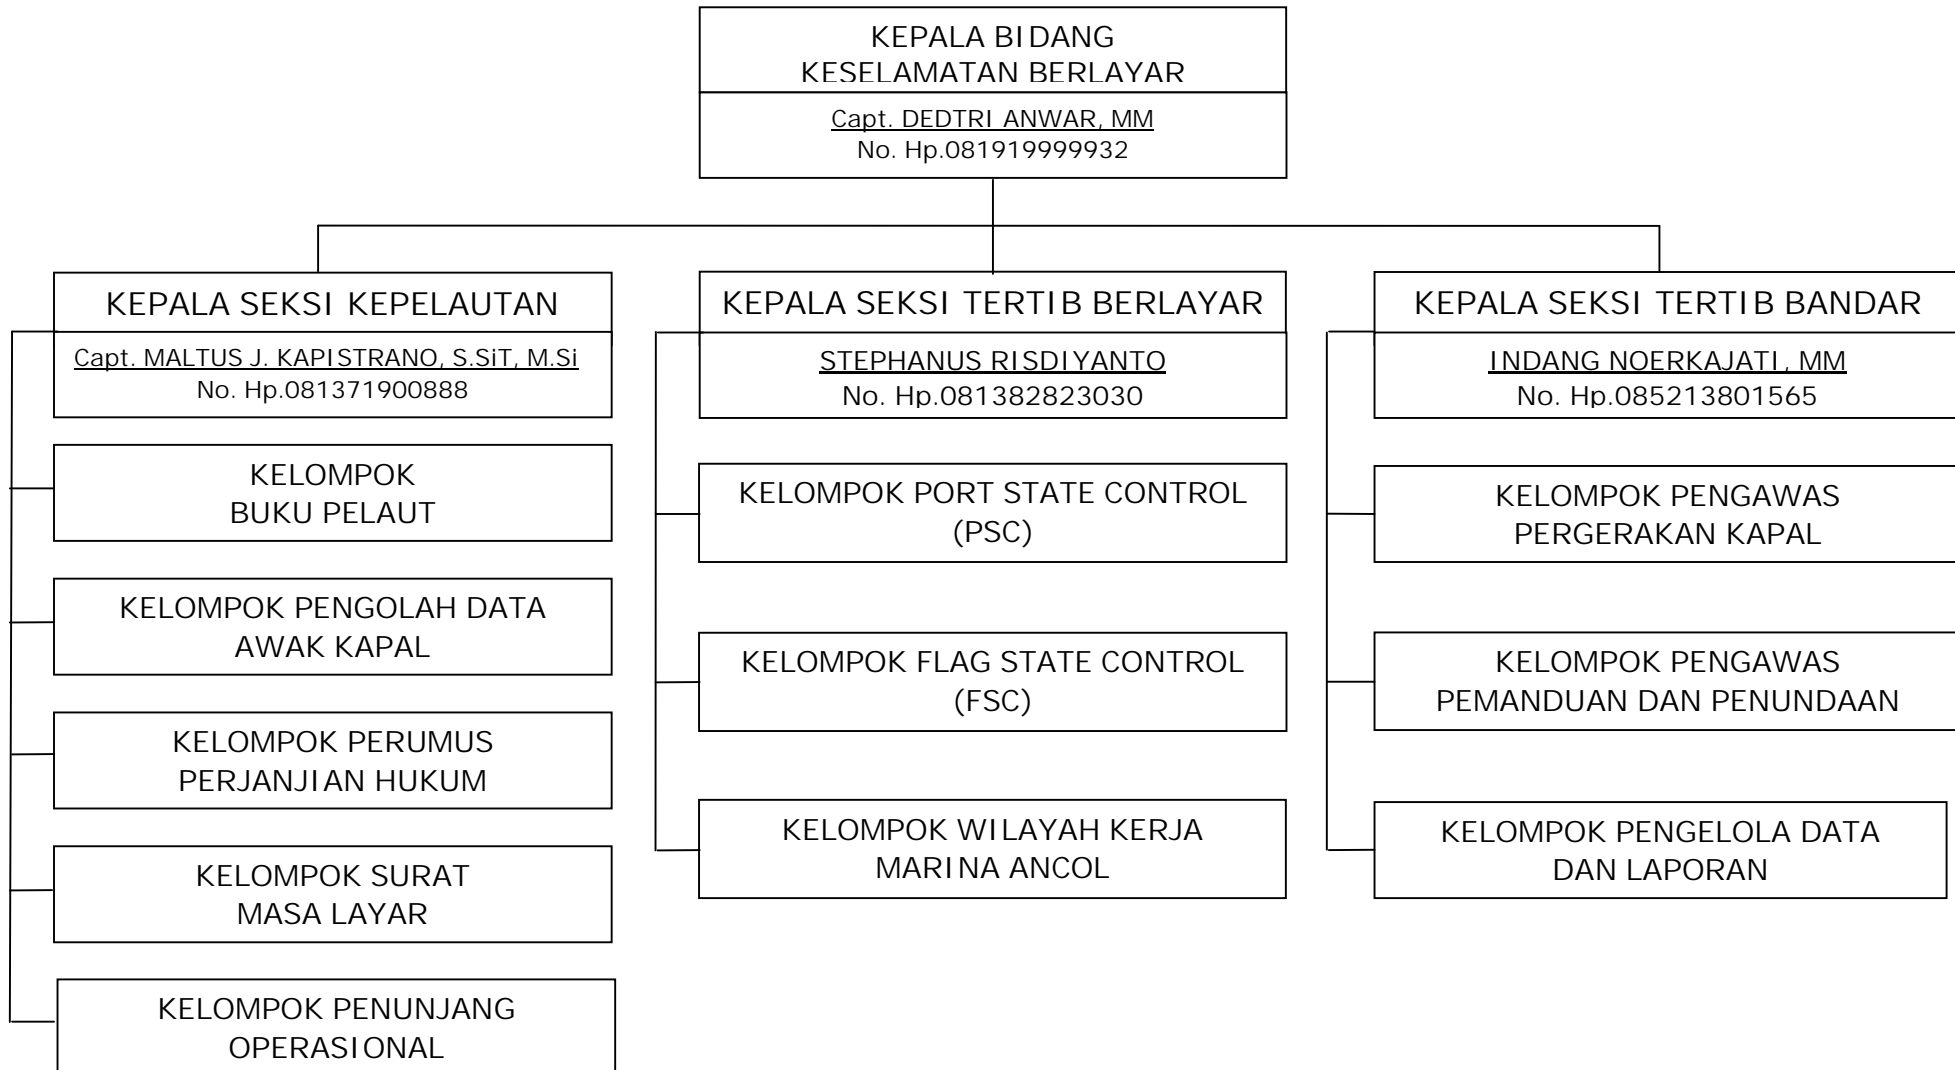 KEPALA BIDANG
KESELAMATAN BERLAYAR
Capt. DEDTRI ANWAR, MM
No. Hp.081919999932
KEPALA SEKSI KEPELAUTAN
Capt. MALTUS J. KAPISTRANO, S.SiT, M.Si
No. Hp.081371900888
KELOMPOK
BUKU PELAUT
KELOMPOK PENGOLAH DATA
AWAK KAPAL
KELOMPOK PERUMUS
PERJANJIAN HUKUM
KELOMPOK SURAT
MASA LAYAR
KELOMPOK PENUNJANG
OPERASIONAL
KEPALA SEKSI TERTIB BERLAYAR
STEPHANUS RISDIYANTO
No. Hp.081382823030
KELOMPOK PORT STATE CONTROL
(PSC)
KELOMPOK FLAG STATE CONTROL
(FSC)
KELOMPOK WILAYAH KERJA
MARINA ANCOL
KEPALA SEKSI TERTIB BANDAR
INDANG NOERKAJATI, MM
No. Hp.085213801565
KELOMPOK PENGAWAS
PERGERAKAN KAPAL
KELOMPOK PENGAWAS
PEMANDUAN DAN PENUNDAAN
KELOMPOK PENGELOLA DATA
DAN LAPORAN